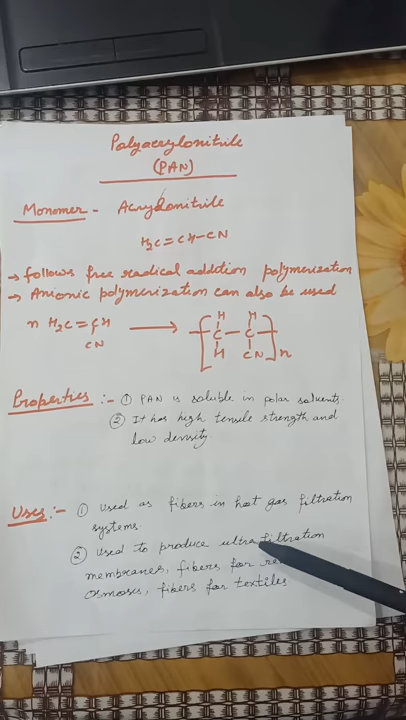 Polyacrylonitrile
(PAN)
Monomer - Acrylonitrile
H₂C=CH-CN
→ follows free radical addition polymerization
→ Anionic polymerization can also be used
n H₂C=CH ⟶ [ H H
CN C - C
H CN ]n
Properties :- ① PAN is soluble in polar solvents.
② It has high tensile strength and
low density.
Uses :- ① Used as fibers in hot gas filtration
systems.
② Used to produce ultrafiltration
membranes, fibers for
osmosis, fibers for textiles